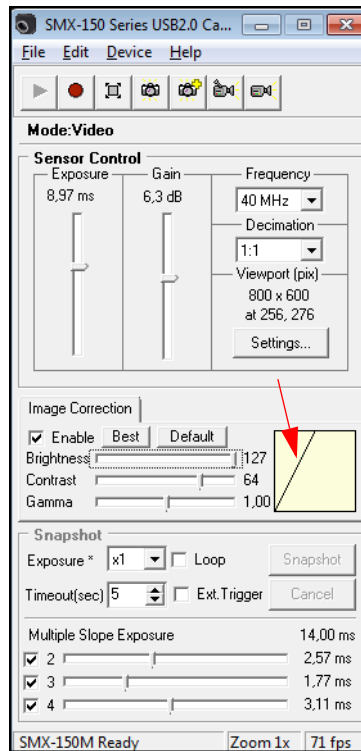 SMX-150 Series USB2.0 Ca...
File Edit Device Help
Mode:Video
Sensor Control
Exposure Gain Frequency
8,97 ms 6,3 dB 40 MHz
Decimation
1:1
Viewport (pix)
800 x 600
at 256, 276
Settings...
Image Correction
Enable Best Default
Brightness 127
Contrast 64
Gamma 1,00
Snapshot
Exposure * x1 Loop Snapshot
Timeout(sec) 5 Ext.Trigger Cancel
Multiple Slope Exposure 14,00 ms
2 2,57 ms
3 1,77 ms
4 3,11 ms
SMX-150M Ready Zoom 1x 71 fps